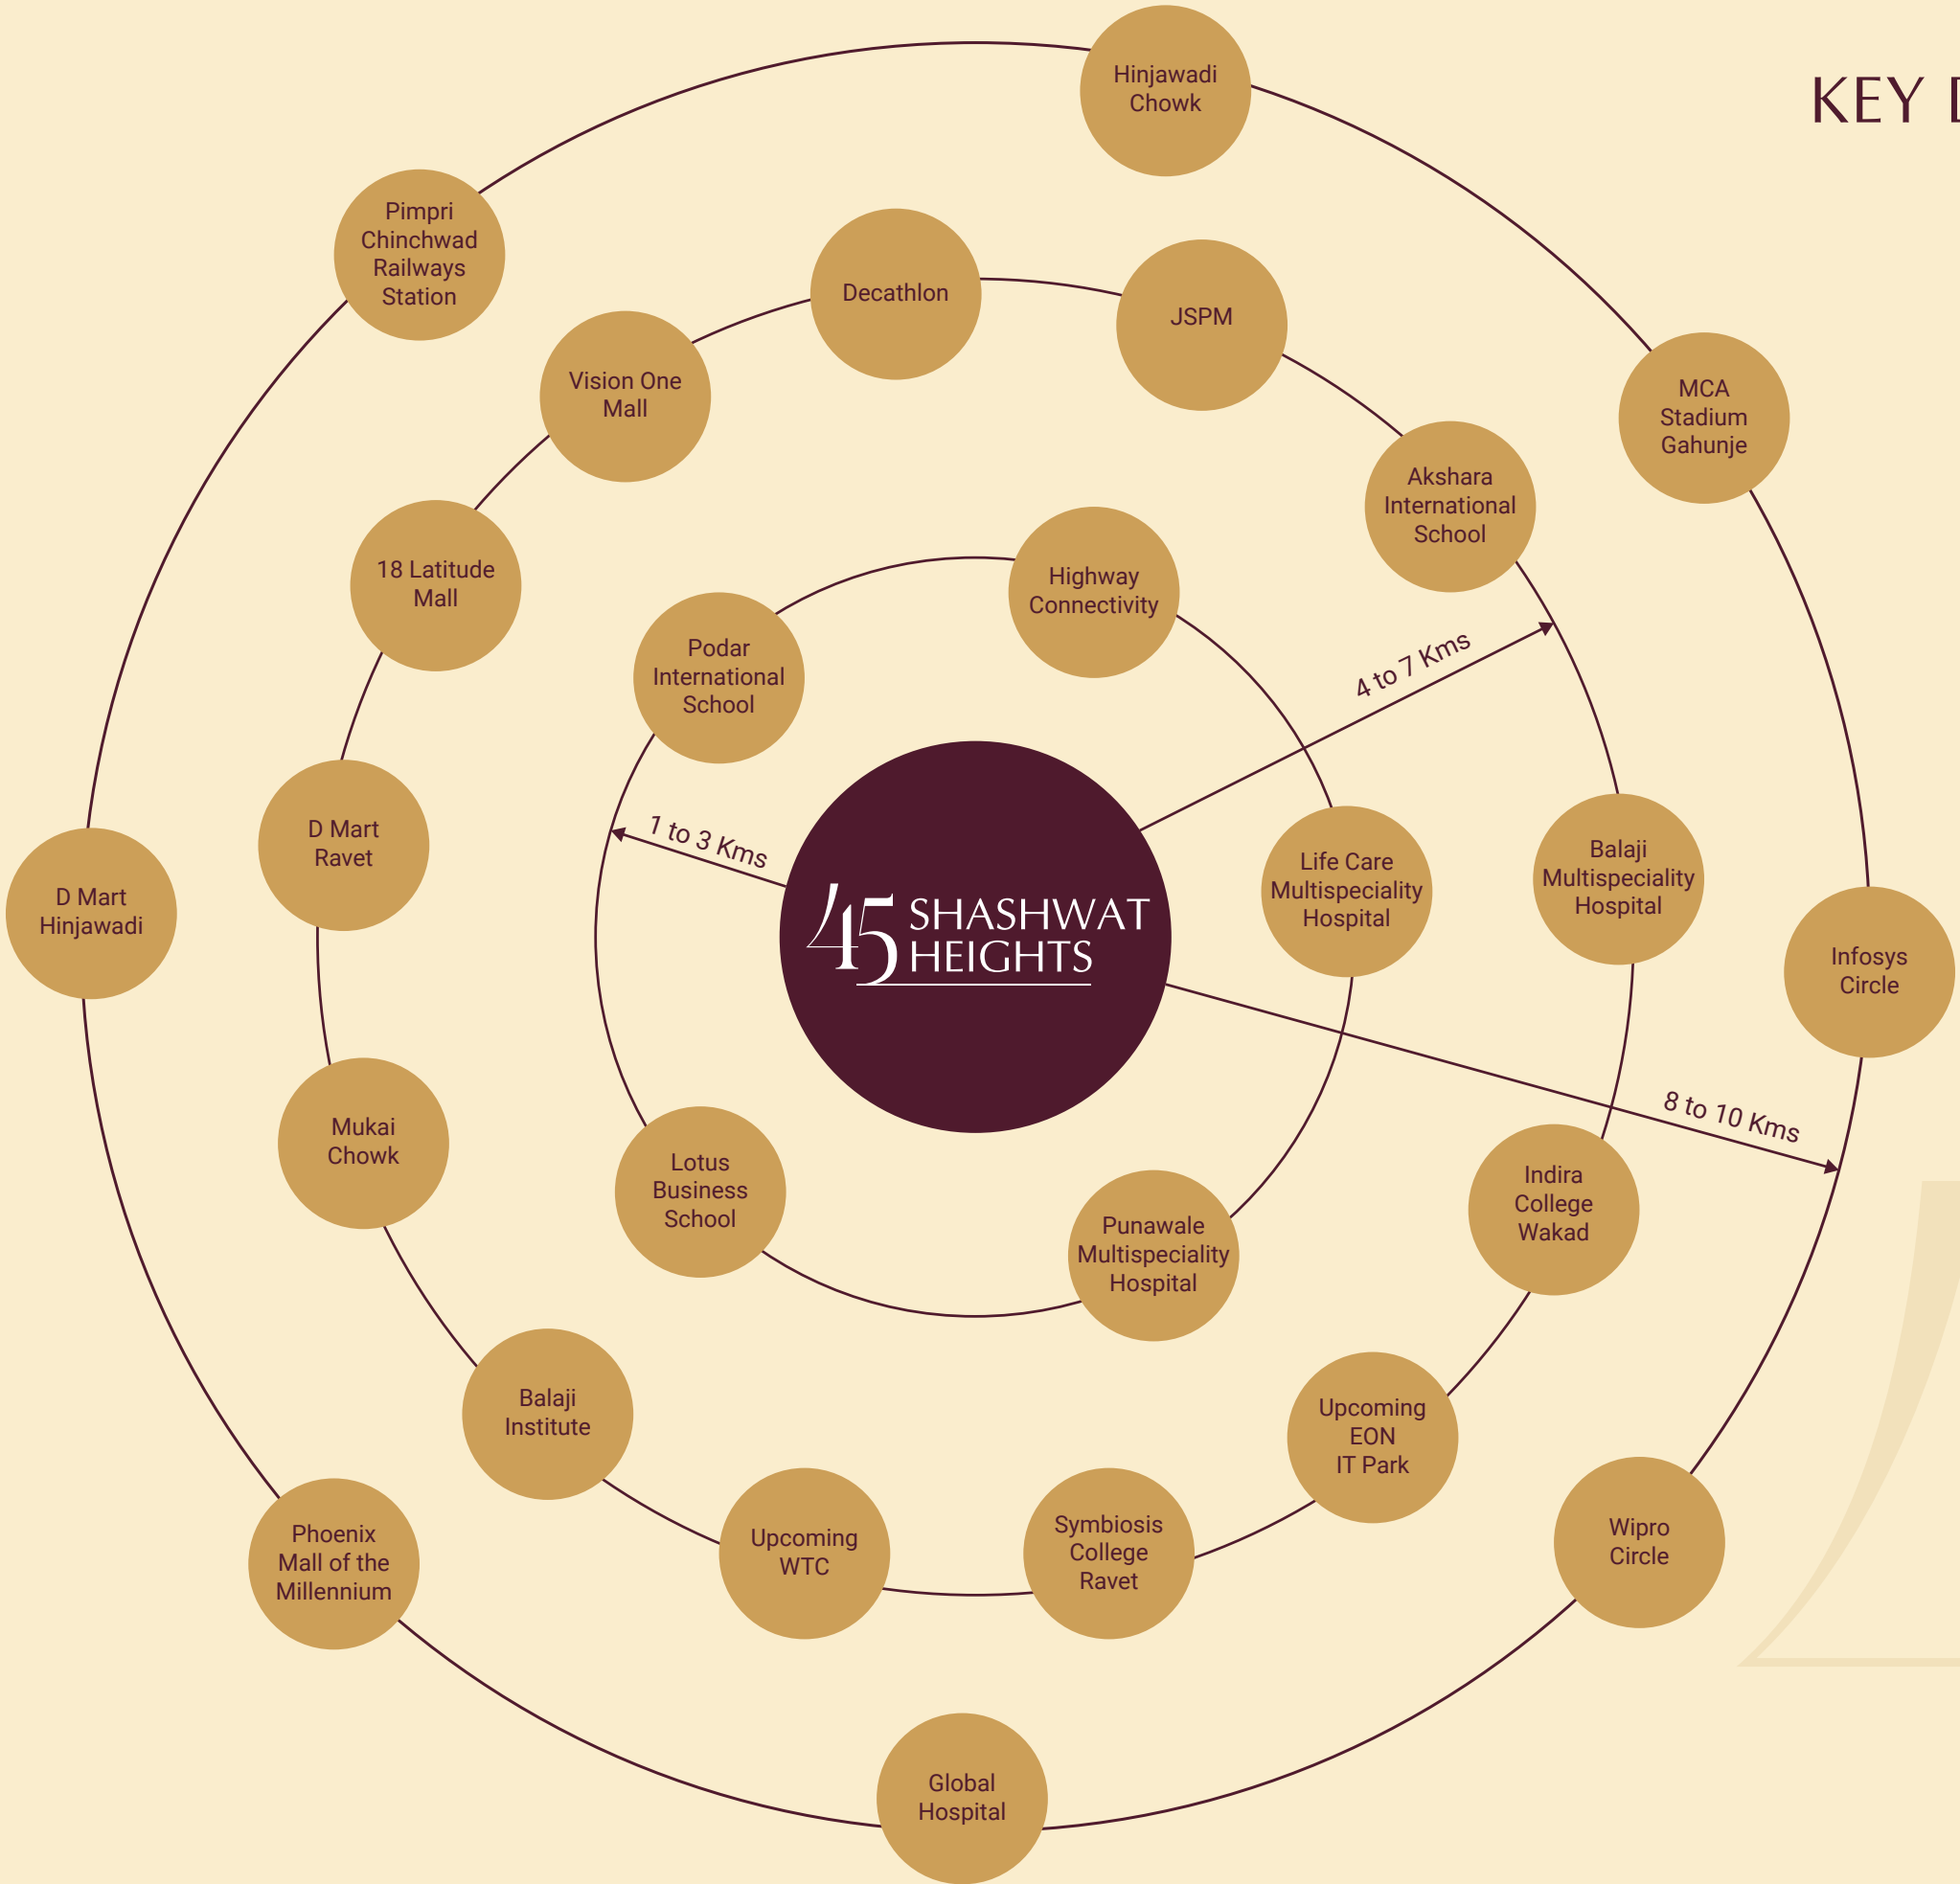 KEY
Hinjawadi
Chowk
Pimpri
Chinchwad
Railways
Station
Decathlon
JSPM
Vision One
Mall
MCA
Stadium
Gahunje
Akshara
International
School
18 Latitude
Mall
Highway
Connectivity
Podar
International
School
4 to 7 Kms
1 to 3 Kms
D Mart
Ravet
Life Care
Multispeciality
Hospital
Balaji
Multispeciality
Hospital
D Mart
Hinjawadi
45 SHASHWAT
HEIGHTS
Infosys
Circle
8 to 10 Kms
Mukai
Chowk
Lotus
Business
School
Punawale
Multispeciality
Hospital
Indira
College
Wakad
Balaji
Institute
Upcoming
EON
IT Park
Upcoming
WTC
Symbiosis
College
Ravet
Phoenix
Mall of the
Millennium
Wipro
Circle
Global
Hospital